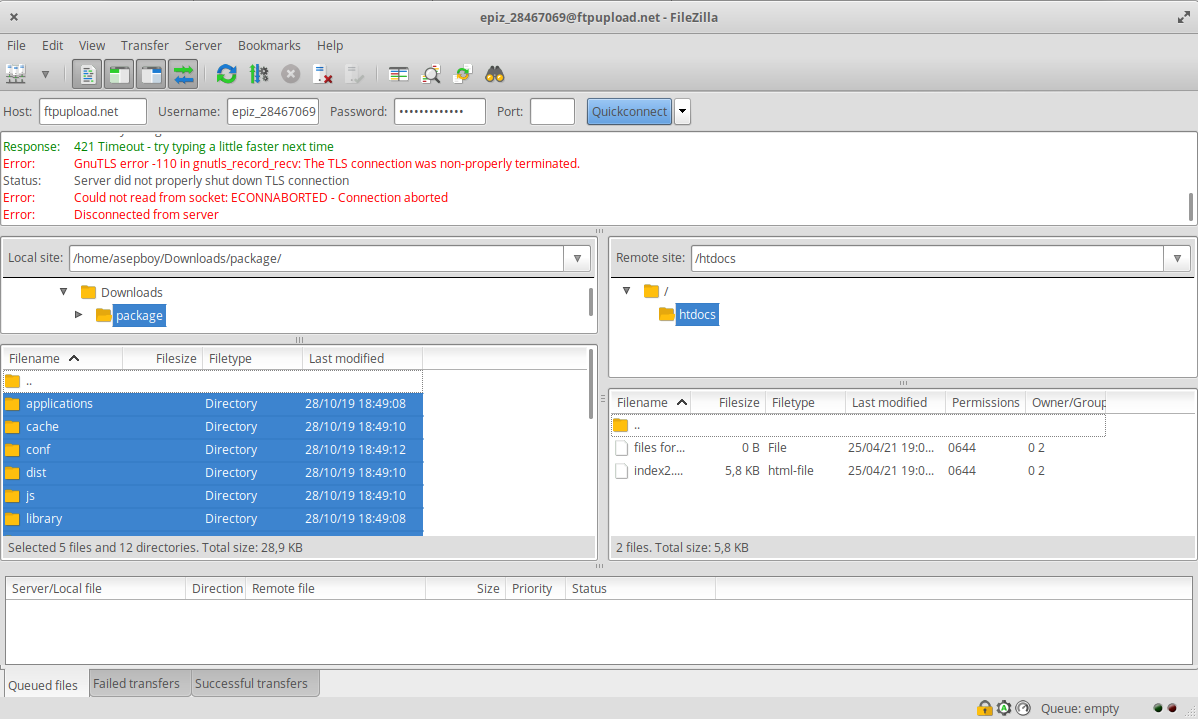 epiz_28467069@ftpupload.net - FileZilla
File Edit View Transfer Server Bookmarks Help
Host: ftpupload.net Username: epiz_28467069 Password: ••••••••••••• Port: Quickconnect
Response: 421 Timeout - try typing a little faster next time
Error: GnuTLS error -110 in gnutls_record_recv: The TLS connection was non-properly terminated.
Status: Server did not properly shut down TLS connection
Error: Could not read from socket: ECONNABORTED - Connection aborted
Error: Disconnected from server
Local site: /home/asepboy/Downloads/package/
Downloads
package
Filename Filesize Filetype Last modified
..
applications Directory 28/10/19 18:49:08
cache Directory 28/10/19 18:49:10
conf Directory 28/10/19 18:49:12
dist Directory 28/10/19 18:49:10
js Directory 28/10/19 18:49:10
library Directory 28/10/19 18:49:08
Selected 5 files and 12 directories. Total size: 28,9 KB
Remote site: /htdocs
/
htdocs
Filename Filesize Filetype Last modified Permissions Owner/Group
..
files for... 0 B File 25/04/21 19:0... 0644 0 2
index2.... 5,8 KB html-file 25/04/21 19:0... 0644 0 2
2 files. Total size: 5,8 KB
Server/Local file Direction Remote file Size Priority Status
Queued files Failed transfers Successful transfers
Queue: empty